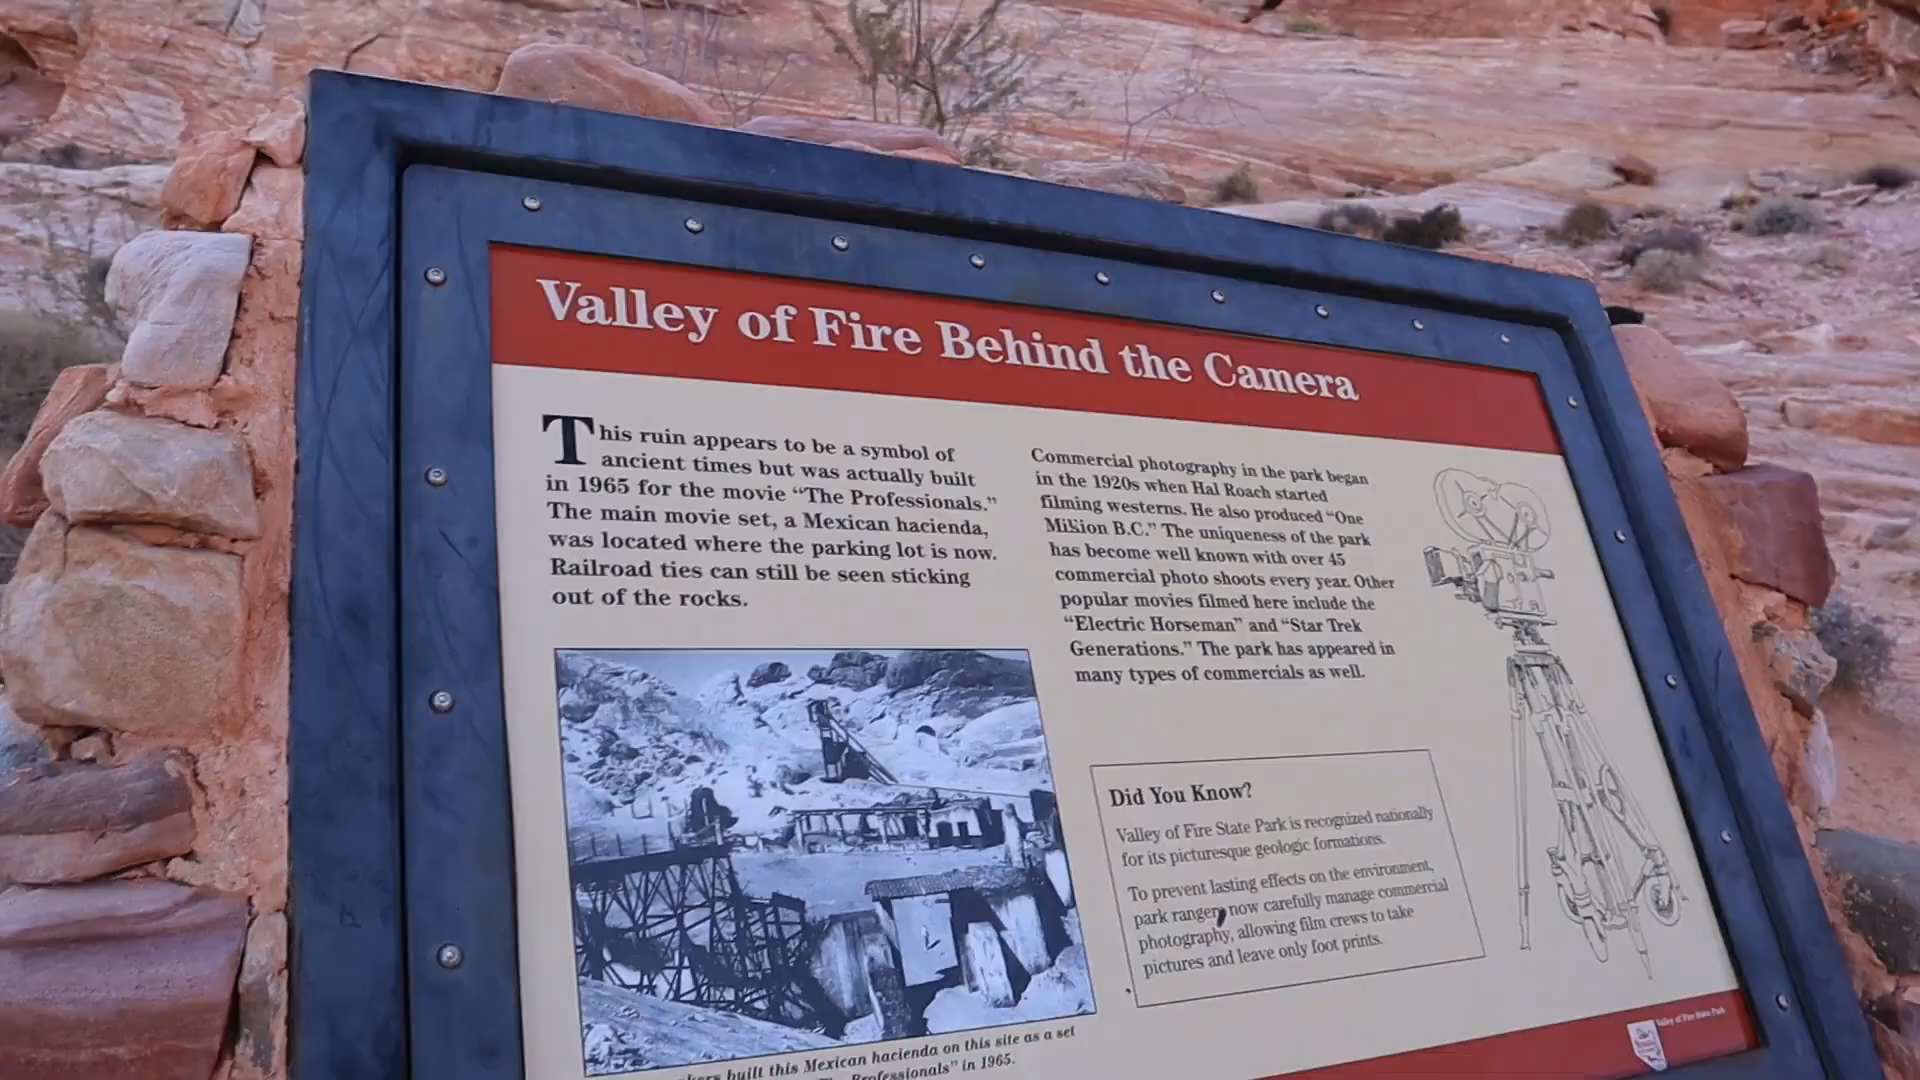 Valley of Fire Behind the Camera
This ruin appears to be a symbol of
ancient times but was actually built
in 1965 for the movie “The Professionals.”
The main movie set, a Mexican hacienda,
was located where the parking lot is now.
Railroad ties can still be seen sticking
out of the rocks.
Commercial photography in the park began
in the 1920s when Hal Roach started
filming westerns. He also produced “One
Million B.C.” The uniqueness of the park
has become well known with over 45
commercial photo shoots every year. Other
popular movies filmed here include the
“Electric Horseman” and “Star Trek
Generations.” The park has appeared in
many types of commercials as well.
Did You Know?
Valley of Fire State Park is recognized nationally
for its picturesque geologic formations.
To prevent lasting effects on the environment,
park rangers now carefully manage commercial
photography, allowing film crews to take
pictures and leave only foot prints.
built this Mexican hacienda on this site as a set
Professionals” in 1965.
Valley of Fire State Park